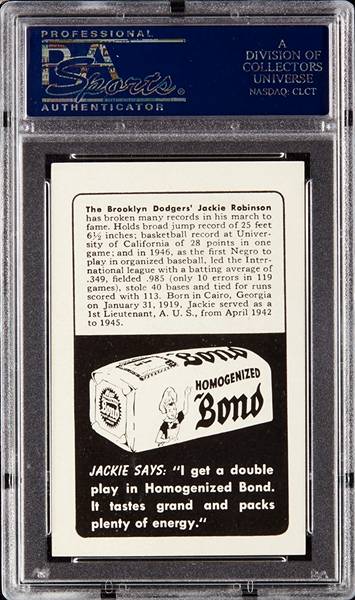 PROFESSIONAL
PSA
Sports
AUTHENTICATOR
A
DIVISION OF
COLLECTORS
UNIVERSE
NASDAQ: CLCT
The Brooklyn Dodgers' Jackie Robinson
has broken many records in his march to
fame. Holds broad jump record of 25 feet
6½ inches; basketball record at Univer-
sity of California of 28 points in one
game; and in 1946, as the first Negro to
play in organized baseball, led the Inter-
national league with a batting average of
.349, fielded .985 (only 10 errors in 119
games), stole 40 bases and tied for runs
scored with 113. Born in Cairo, Georgia
on January 31, 1919, Jackie served as a
1st Lieutenant, A. U. S., from April 1942
to 1945.
Bond
HOMOGENIZED
Bond
Bond
JACKIE SAYS: "I get a double
play in Homogenized Bond.
It tastes grand and packs
plenty of energy."